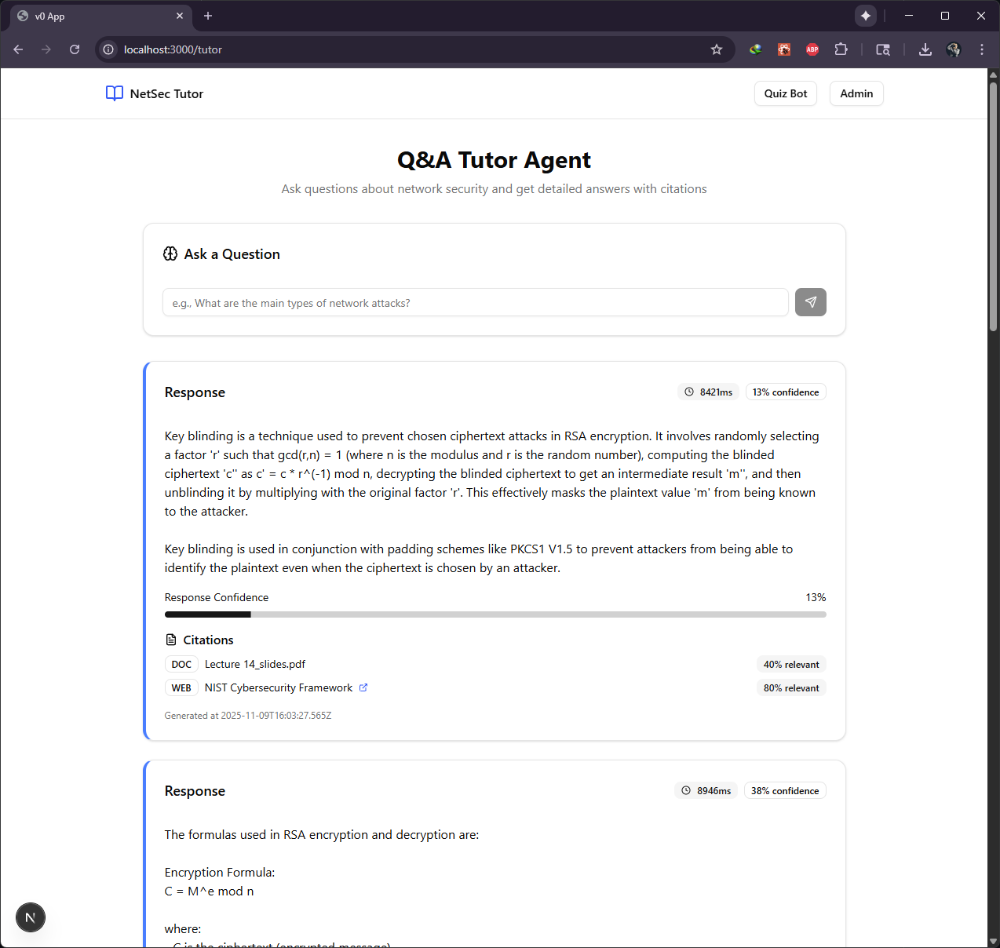 v0 App
localhost:3000/tutor
ABP
NetSec Tutor
Quiz Bot
Admin
Q&A Tutor Agent
Ask questions about network security and get detailed answers with citations
Ask a Question
e.g., What are the main types of network attacks?
Response
8421ms
13% confidence
Key blinding is a technique used to prevent chosen ciphertext attacks in RSA encryption. It involves randomly selecting
a factor 'r' such that gcd(r,n) = 1 (where n is the modulus and r is the random number), computing the blinded
ciphertext 'c'' as c' = c * r^(-1) mod n, decrypting the blinded ciphertext to get an intermediate result 'm'', and then
unblinding it by multiplying with the original factor 'r'. This effectively masks the plaintext value 'm' from being known
to the attacker.
Key blinding is used in conjunction with padding schemes like PKCS1 V1.5 to prevent attackers from being able to
identify the plaintext even when the ciphertext is chosen by an attacker.
Response Confidence
13%
Citations
DOC
Lecture 14_slides.pdf
40% relevant
WEB
NIST Cybersecurity Framework
80% relevant
Generated at 2025-11-09T16:03:27.565Z
Response
8946ms
38% confidence
The formulas used in RSA encryption and decryption are:
Encryption Formula:
C = M^e mod n
where:
- C is the ciphertext (encrypted message)
N